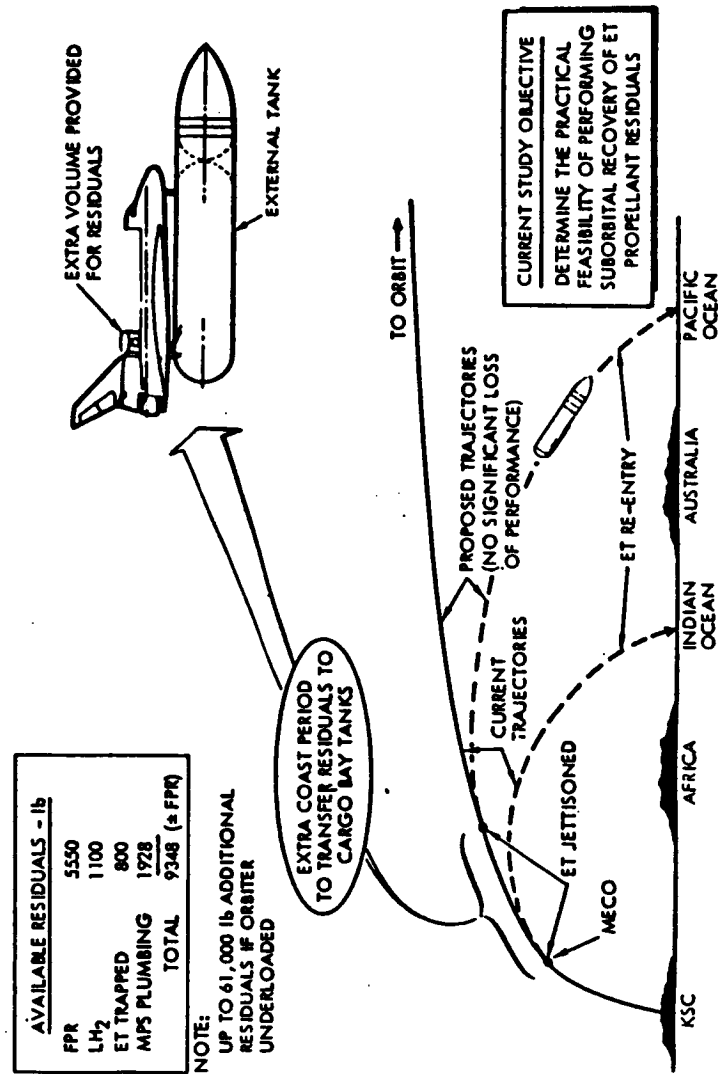 AVAILABLE RESIDUALS - lb
FPR 5550
LH2 1100
ET TRAPPED 800
MPS PLUMBING 1928
TOTAL 9348 (± FPR)
NOTE:
UP TO 61,000 lb ADDITIONAL
RESIDUALS IF ORBITER
UNDERLOADED
EXTRA VOLUME PROVIDED
FOR RESIDUALS
EXTERNAL TANK
EXTRA COAST PERIOD
TO TRANSFER RESIDUALS TO
CARGO BAY TANKS
TO ORBIT
PROPOSED TRAJECTORIES
(NO SIGNIFICANT LOSS
OF PERFORMANCE)
CURRENT
TRAJECTORIES
ET JETTISONED
MECO
ET RE-ENTRY
CURRENT STUDY OBJECTIVE
DETERMINE THE PRACTICAL
FEASIBILITY OF PERFORMING
SUBORBITAL RECOVERY OF ET
PROPELLANT RESIDUALS
KSC
AFRICA
INDIAN
OCEAN
AUSTRALIA
PACIFIC
OCEAN